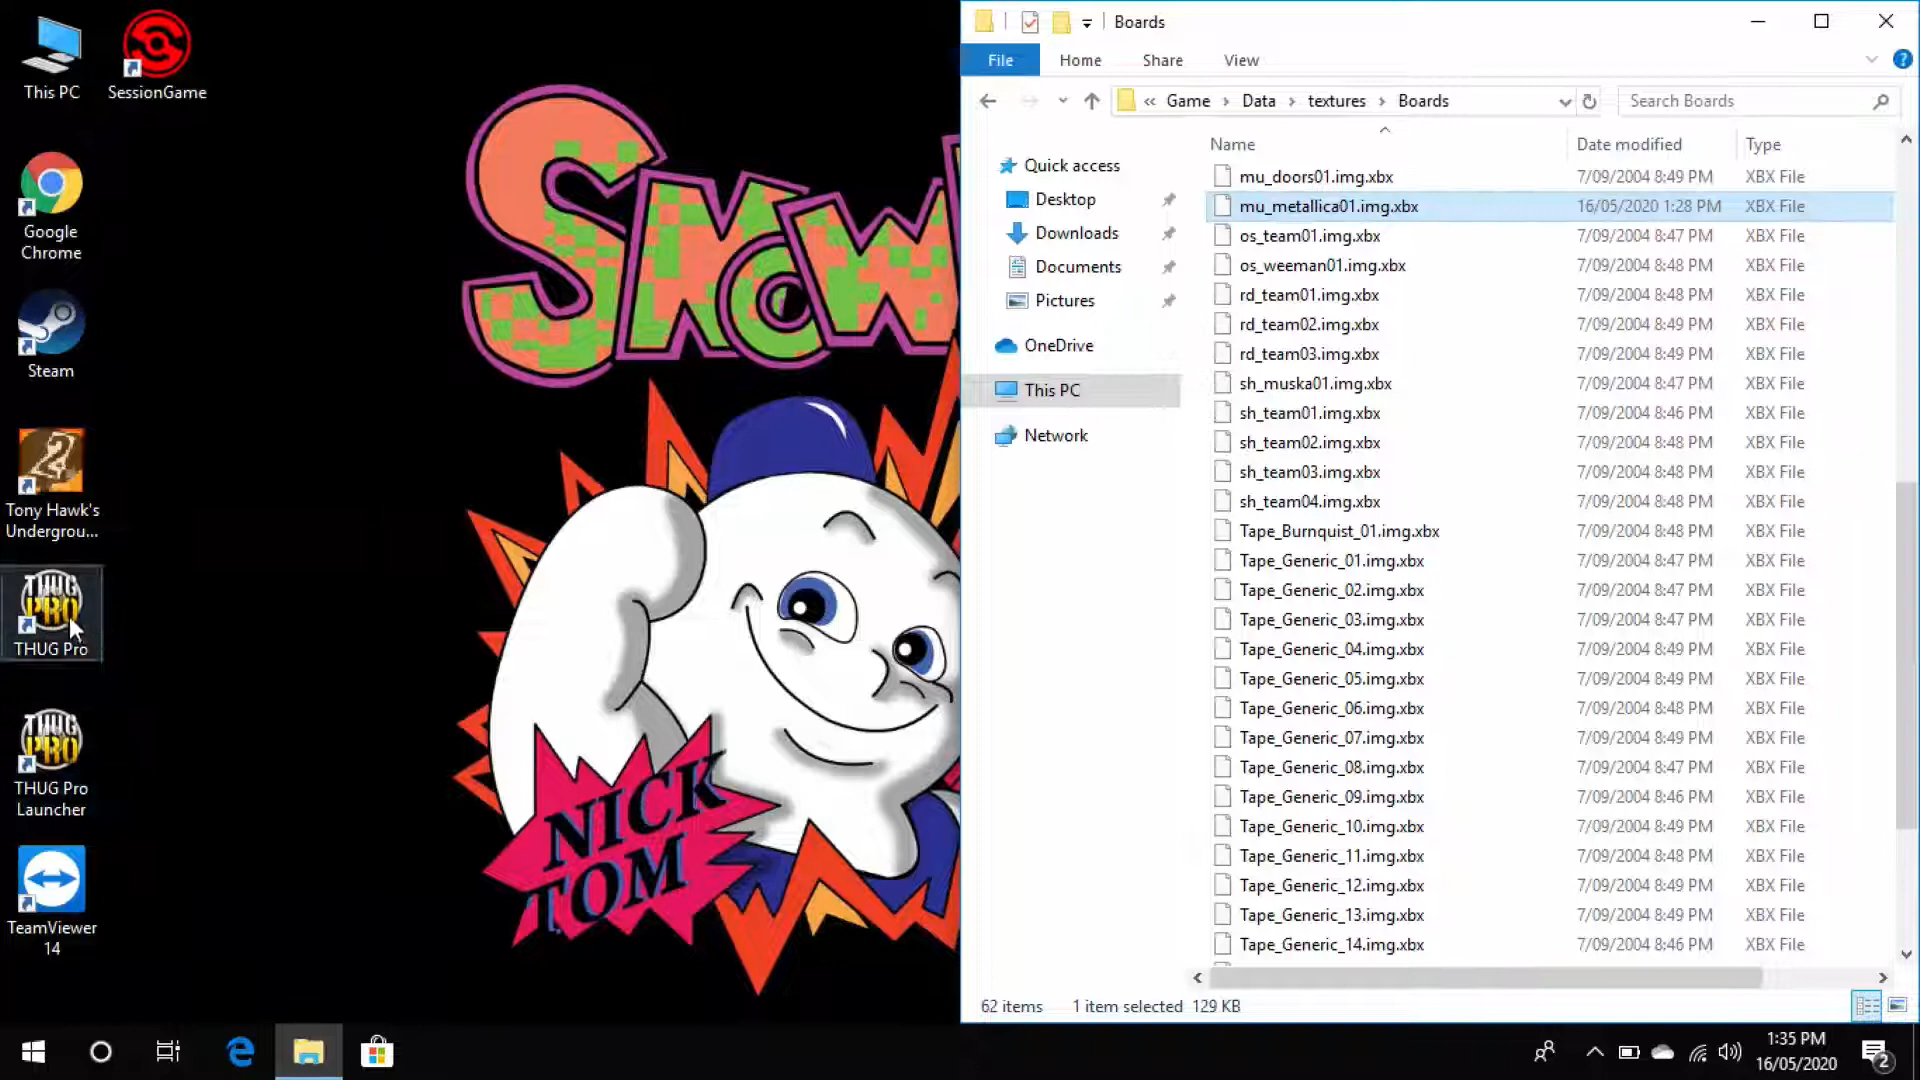 This PC
SessionGame
Google
Chrome
Steam
Tony Hawk's
Undergrou...
THUG
PRO
THUG Pro
THUG
PRO
THUG Pro
Launcher
TeamViewer
14
NICK
TOM
Boards
File
Home
Share
View
« Game > Data > textures > Boards
Search Boards
Quick access
Desktop
Downloads
Documents
Pictures
OneDrive
This PC
Network
Name Date modified Type
mu_doors01.img.xbx 7/09/2004 8:49 PM XBX File
mu_metallica01.img.xbx 16/05/2020 1:28 PM XBX File
os_team01.img.xbx 7/09/2004 8:47 PM XBX File
os_weeman01.img.xbx 7/09/2004 8:48 PM XBX File
rd_team01.img.xbx 7/09/2004 8:48 PM XBX File
rd_team02.img.xbx 7/09/2004 8:49 PM XBX File
rd_team03.img.xbx 7/09/2004 8:49 PM XBX File
sh_muska01.img.xbx 7/09/2004 8:47 PM XBX File
sh_team01.img.xbx 7/09/2004 8:46 PM XBX File
sh_team02.img.xbx 7/09/2004 8:48 PM XBX File
sh_team03.img.xbx 7/09/2004 8:48 PM XBX File
sh_team04.img.xbx 7/09/2004 8:48 PM XBX File
Tape_Burnquist_01.img.xbx 7/09/2004 8:48 PM XBX File
Tape_Generic_01.img.xbx 7/09/2004 8:47 PM XBX File
Tape_Generic_02.img.xbx 7/09/2004 8:47 PM XBX File
Tape_Generic_03.img.xbx 7/09/2004 8:47 PM XBX File
Tape_Generic_04.img.xbx 7/09/2004 8:49 PM XBX File
Tape_Generic_05.img.xbx 7/09/2004 8:49 PM XBX File
Tape_Generic_06.img.xbx 7/09/2004 8:48 PM XBX File
Tape_Generic_07.img.xbx 7/09/2004 8:49 PM XBX File
Tape_Generic_08.img.xbx 7/09/2004 8:47 PM XBX File
Tape_Generic_09.img.xbx 7/09/2004 8:46 PM XBX File
Tape_Generic_10.img.xbx 7/09/2004 8:49 PM XBX File
Tape_Generic_11.img.xbx 7/09/2004 8:48 PM XBX File
Tape_Generic_12.img.xbx 7/09/2004 8:49 PM XBX File
Tape_Generic_13.img.xbx 7/09/2004 8:49 PM XBX File
Tape_Generic_14.img.xbx 7/09/2004 8:46 PM XBX File
62 items 1 item selected 129 KB
1:35 PM
16/05/2020
2